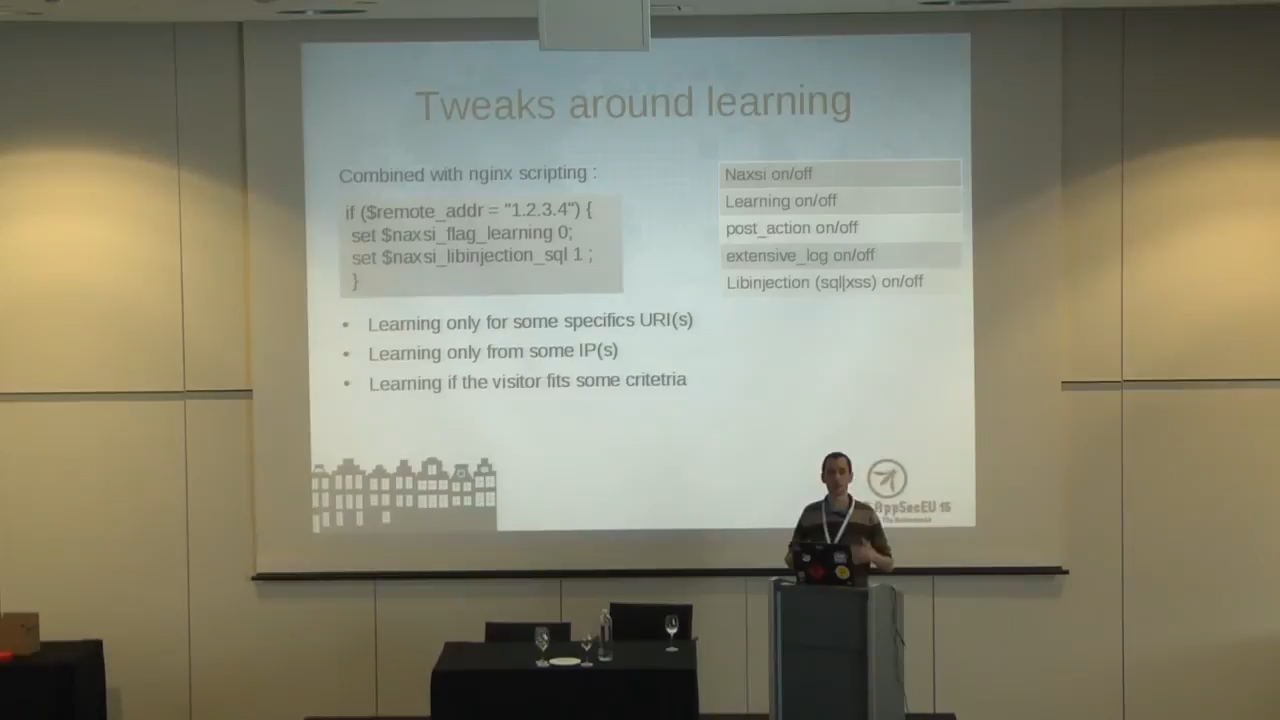 Tweaks around learning
Combined with nginx scripting :
if ($remote_addr = "1.2.3.4") {
set $naxsi_flag_learning 0;
set $naxsi_libinjection_sql 1 ;
}
• Learning only for some specifics URI(s)
• Learning only from some IP(s)
• Learning if the visitor fits some critetria
Naxsi on/off
Learning on/off
post_action on/off
extensive_log on/off
Libinjection (sql|xss) on/off
AppSecEU 15